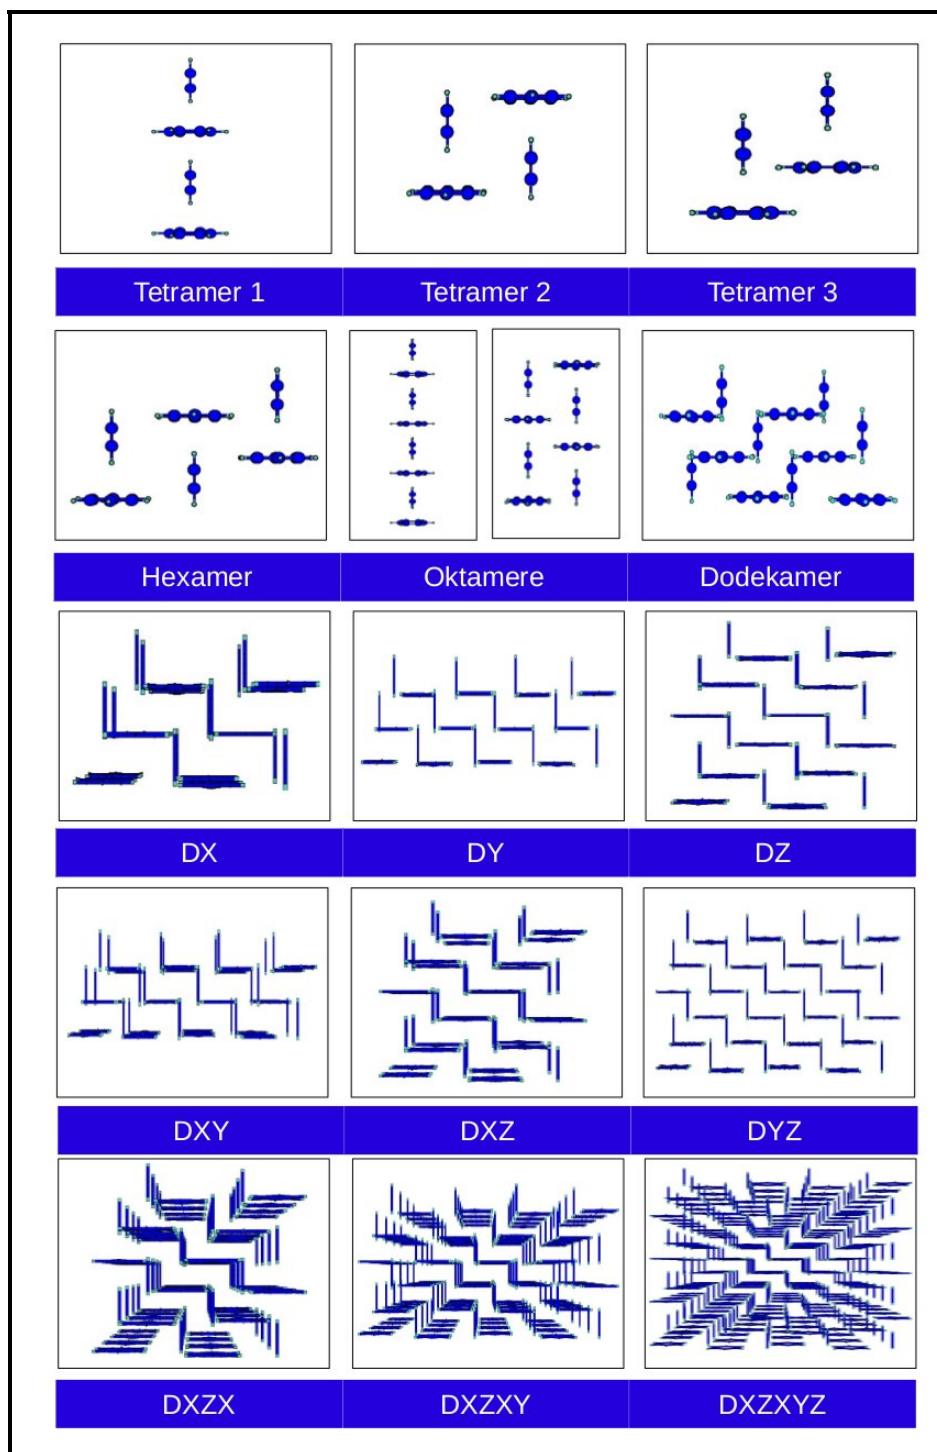 Tetramer 1 Tetramer 2 Tetramer 3
Hexamer Oktamere Dodekamer
DX DY DZ
DXY DXZ DYZ
DXZX DXZXY DXZXYZ